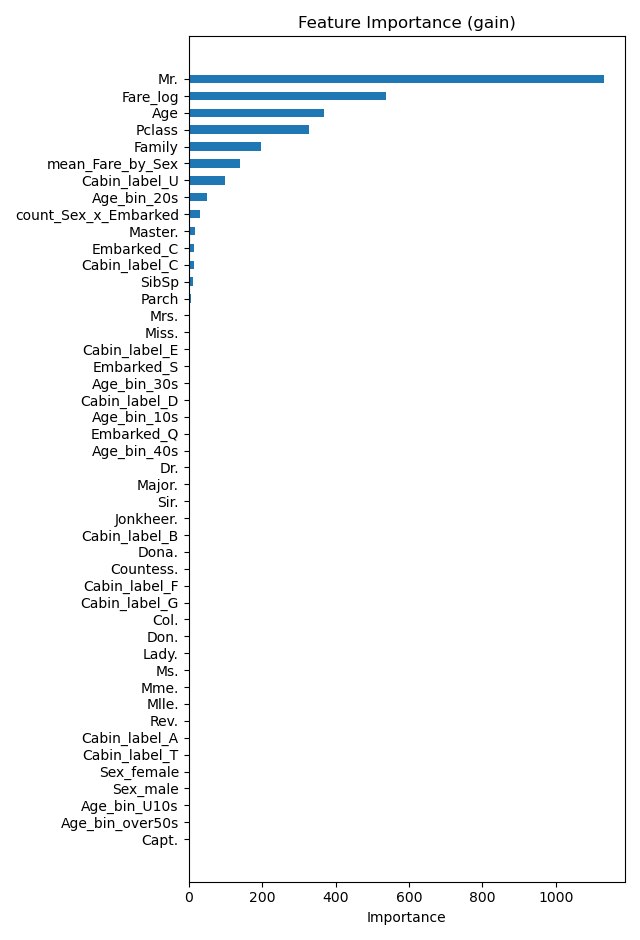 Feature Importance (gain)
Mr.
Fare_log
Age
Pclass
Family
mean_Fare_by_Sex
Cabin_label_U
Age_bin_20s
count_Sex_x_Embarked
Master.
Embarked_C
Cabin_label_C
SibSp
Parch
Mrs.
Miss.
Cabin_label_E
Embarked_S
Age_bin_30s
Cabin_label_D
Age_bin_10s
Embarked_Q
Age_bin_40s
Dr.
Major.
Sir.
Jonkheer.
Cabin_label_B
Dona.
Countess.
Cabin_label_F
Cabin_label_G
Col.
Don.
Lady.
Ms.
Mme.
Mlle.
Rev.
Cabin_label_A
Cabin_label_T
Sex_female
Sex_male
Age_bin_U10s
Age_bin_over50s
Capt.
0 200 400 600 800 1000
Importance